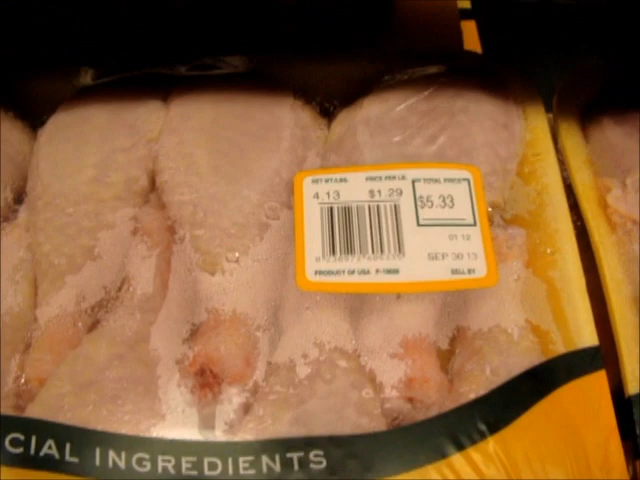 NET WT./LBS. PRICE PER LB. TOTAL PRICE
4.13 $1.29 $5.33
01 12
SEP 30 13
PRODUCT OF USA SELL BY
CIAL INGREDIENTS